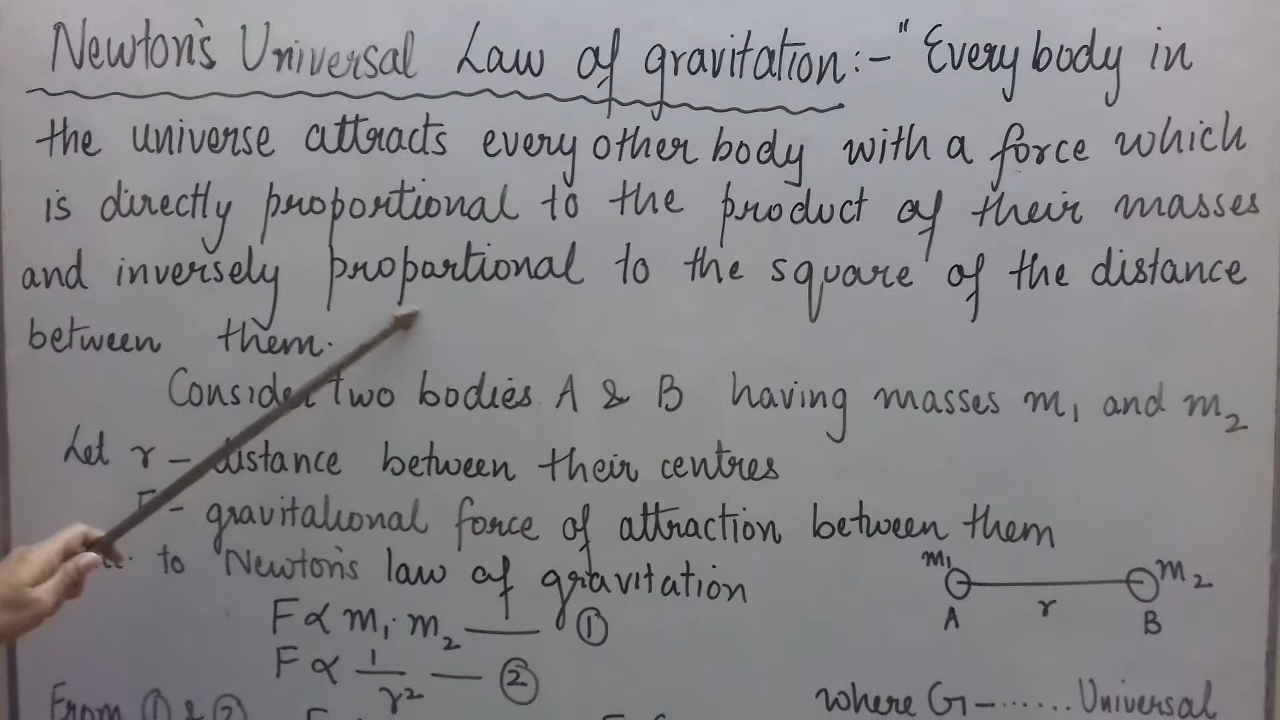 Newton's Universal Law of gravitation:- " Every body in
the universe attracts every other body with a force which
is directly proportional to the product of their masses
and inversely proportional to the square of the distance
between them.
Consider two bodies A & B having masses m₁ and m₂
Let r - distance between their centres
F - gravitational force of attraction between them
to Newton's law of gravitation
m₁ m₂
A r B
F ∝ m₁. m₂ —— ①
F ∝ 1/r² — ②
From ① & ②
where G - ...... Universal